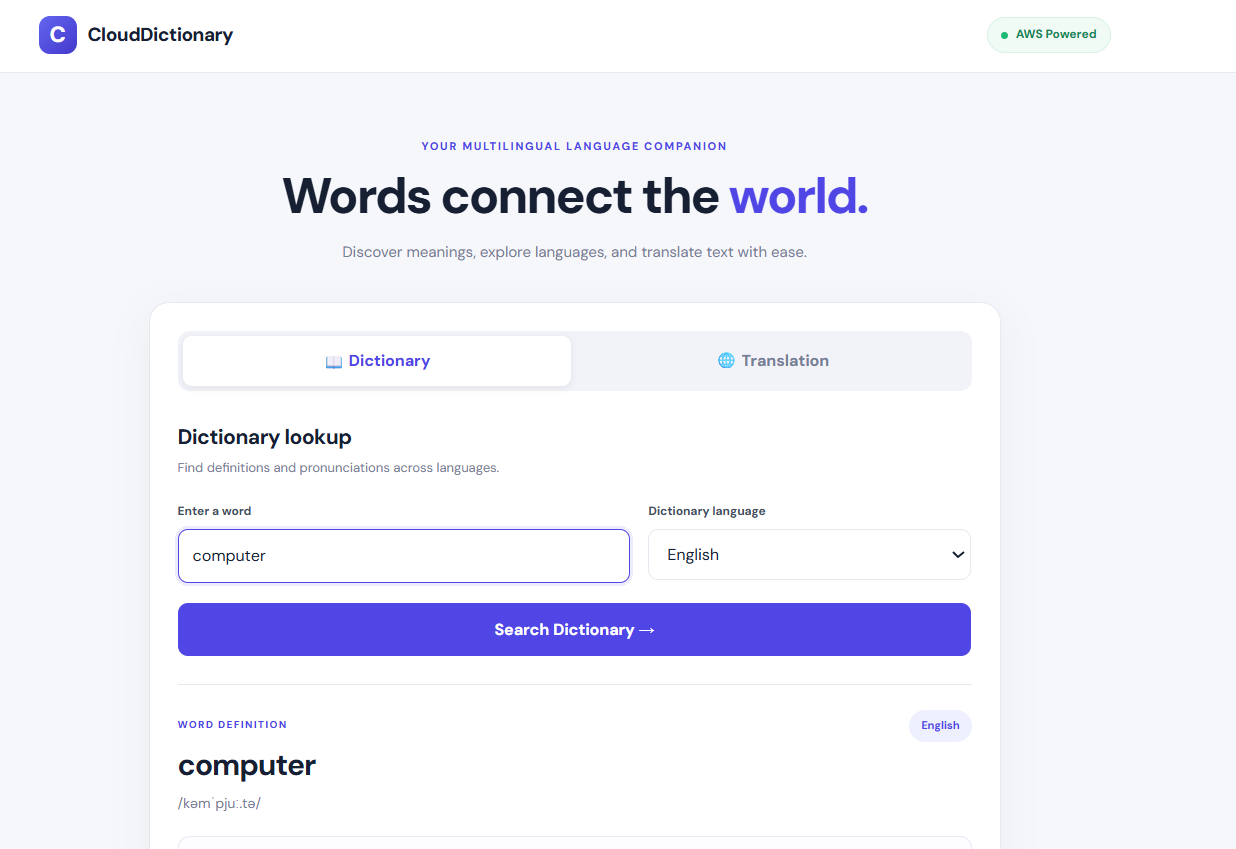 C CloudDictionary
AWS Powered
YOUR MULTILINGUAL LANGUAGE COMPANION
Words connect the world.
Discover meanings, explore languages, and translate text with ease.
Dictionary
Translation
Dictionary lookup
Find definitions and pronunciations across languages.
Enter a word
Dictionary language
computer
English
Search Dictionary →
WORD DEFINITION
English
computer
/kəmˈpjuː.tə/